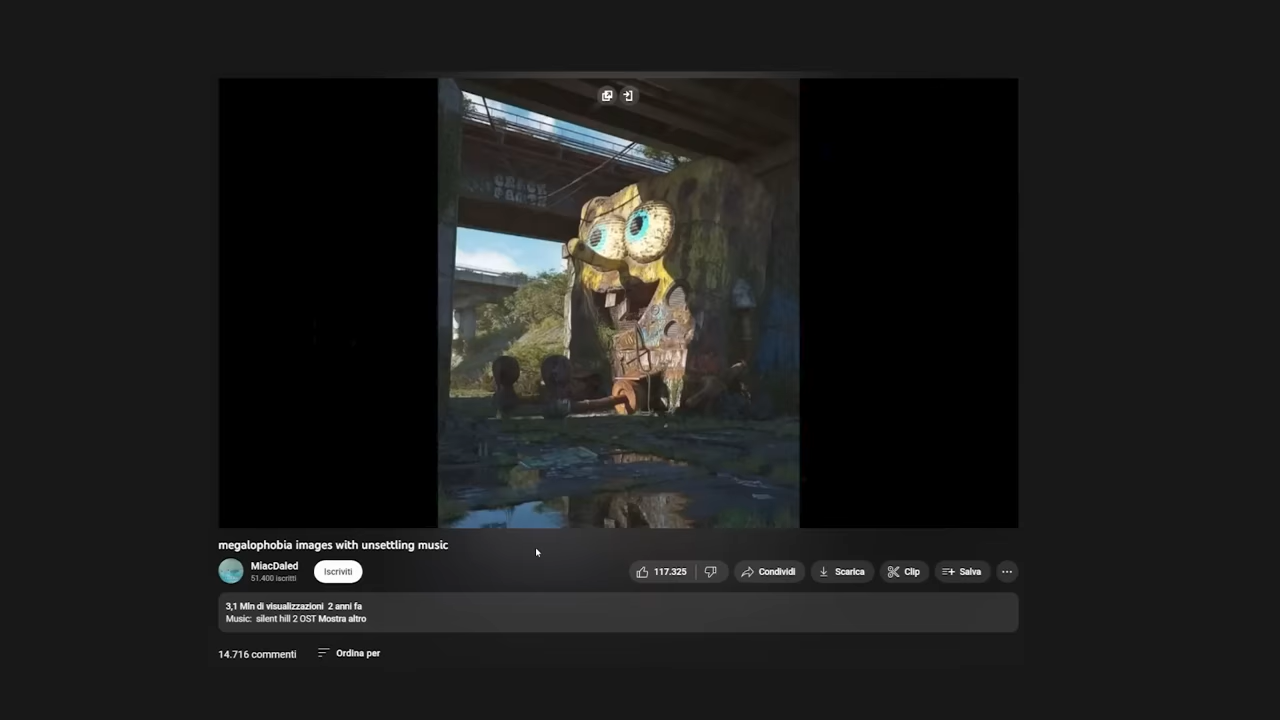 megalophobia images with unsettling music
MiacDaled
51.400 iscritti
Iscriviti
117.325
Condividi
Scarica
Clip
Salva
3,1 Mln di visualizzazioni 2 anni fa
Music: silent hill 2 OST Mostra altro
14.716 commenti
Ordina per